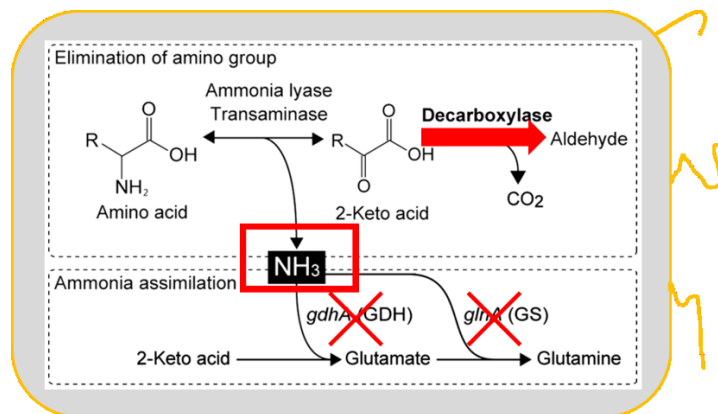 Elimination of amino group
Ammonia lyase
Transaminase
Decarboxylase
O
R
OH
NH2
Amino acid
O
R
OH
O
2-Keto acid
Aldehyde
CO2
NH3
Ammonia assimilation
gdhA (GDH)
glnA (GS)
2-Keto acid
Glutamate
Glutamine